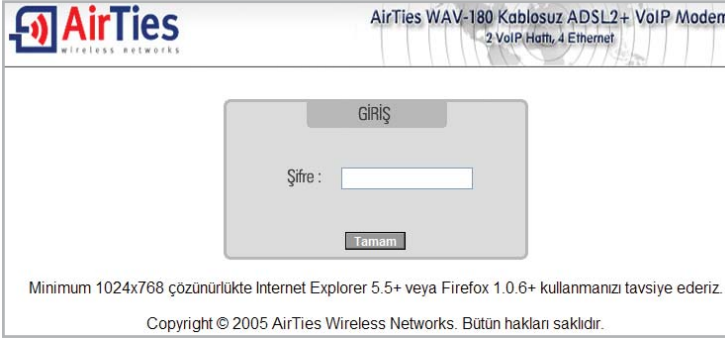 AirTies
wireless networks
AirTies WAV-180 Kablosuz ADSL2+ VoIP Modem
2 VoIP Hattı, 4 Ethernet
GİRİŞ
Şifre :
Tamam
Minimum 1024x768 çözünürlükte Internet Explorer 5.5+ veya Firefox 1.0.6+ kullanmanızı tavsiye ederiz.
Copyright © 2005 AirTies Wireless Networks. Bütün hakları saklıdır.